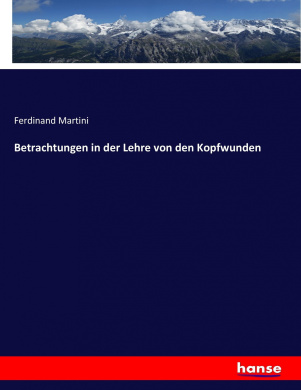 Ferdinand Martini
Betrachtungen in der Lehre von den Kopfwunden
hanse